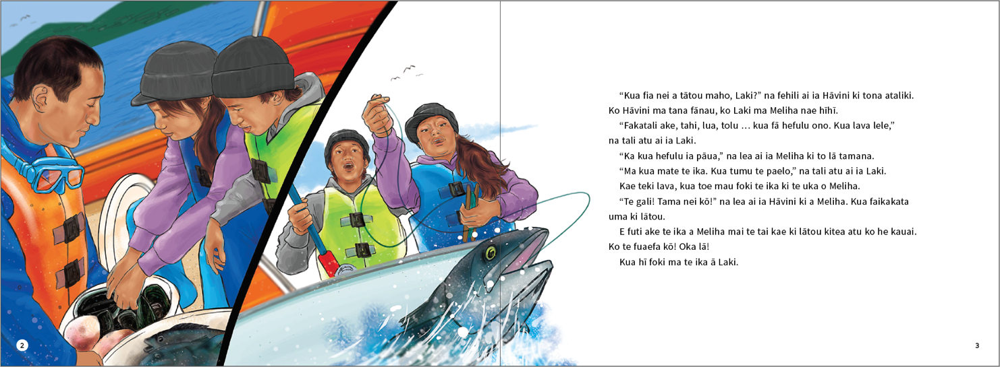 “Kua fia nei a tātou maho, Laki?” na fehili ai ia Hāvini ki tona ataliki.
Ko Hāvini ma tana fānau, ko Laki ma Meliha nae hīhī.
“Fakatali ake, tahi, lua, tolu … kua fā hefulu ono. Kua lava lele,”
na tali atu ai ia Laki.
“Ka kua hefulu ia pāua,” na lea ai ia Meliha ki to lā tamana.
“Ma kua mate te ika. Kua tumu te paelo,” na tali atu ai ia Laki.
Kae teki lava, kua toe mau foki te ika ki te uka o Meliha.
“Te gali! Tama nei kō!” na lea ai ia Hāvini ki a Meliha. Kua faikakata
uma ki lātou.
E futi ake te ika a Meliha mai te tai kae ki lātou kitea atu ko he kauai.
Ko te fuaefa kō! Oka lā!
Kua hī foki ma te ika ā Laki.
2
3